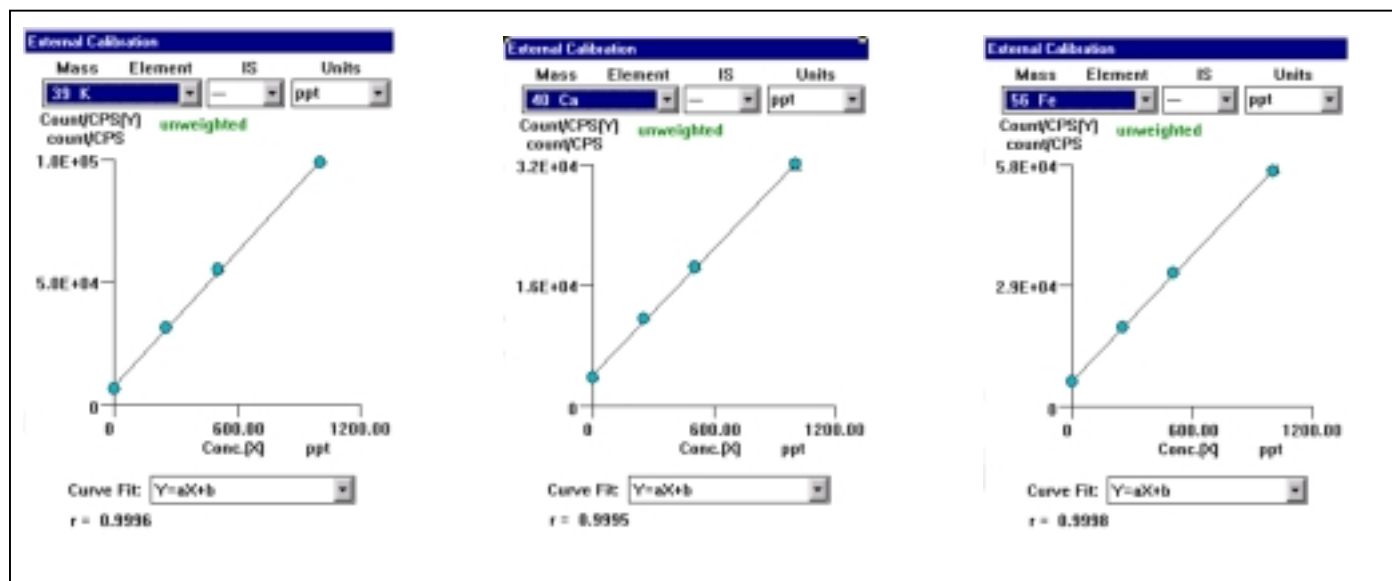 External Calibration
Mass Element IS Units
39 K --- ppt
Count/CPS[Y] unweighted
count/CPS
1.0E+05
5.0E+04
0
0 600.00 1200.00
Conc.[X] ppt
Curve Fit: Y=aX+b
r = 0.9996
External Calibration
Mass Element IS Units
40 Ca --- ppt
Count/CPS[Y] unweighted
count/CPS
3.2E+04
1.6E+04
0
0 600.00 1200.00
Conc.[X] ppt
Curve Fit: Y=aX+b
r = 0.9995
External Calibration
Mass Element IS Units
56 Fe --- ppt
Count/CPS[Y] unweighted
count/CPS
5.8E+04
2.9E+04
0
0 600.00 1200.00
Conc.[X] ppt
Curve Fit: Y=aX+b
r = 0.9998